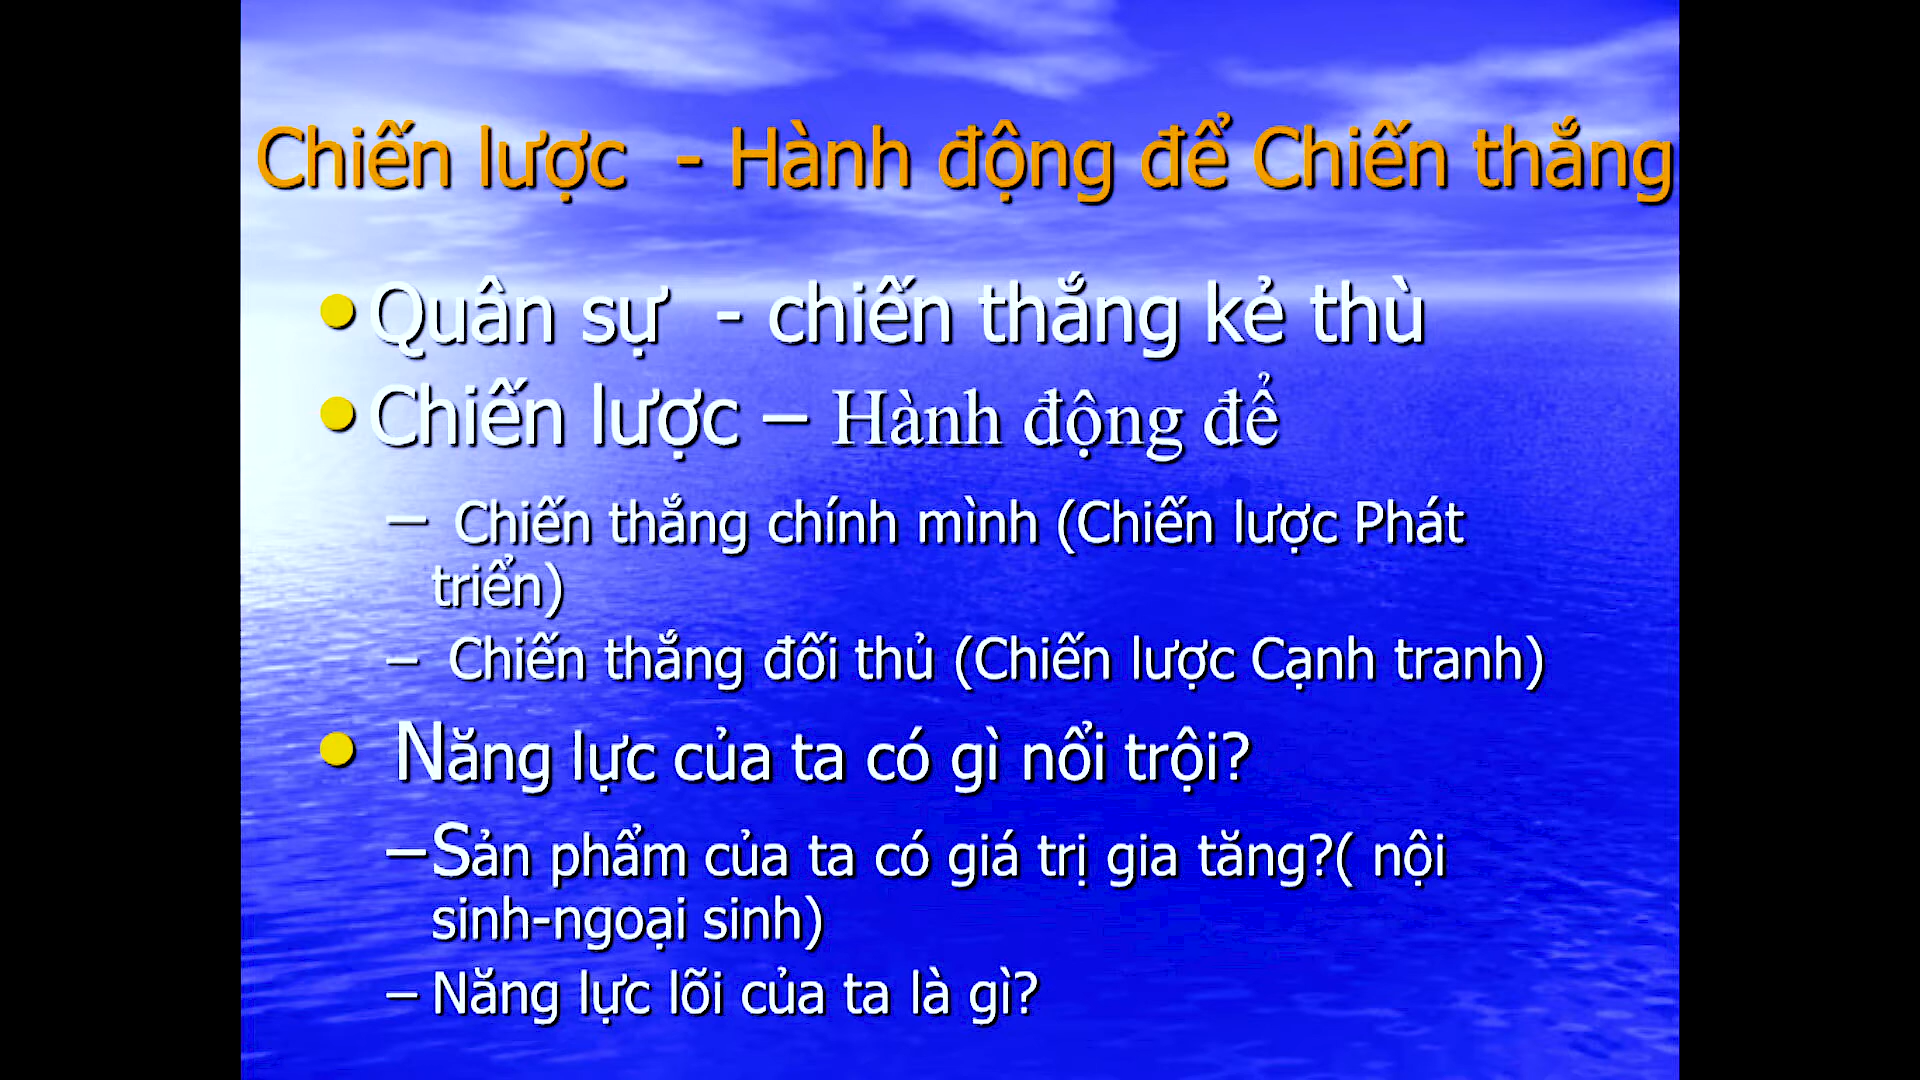 Chiến lược - Hành động để Chiến thắng
• Quân sự - chiến thắng kẻ thù
• Chiến lược – Hành động để
– Chiến thắng chính mình (Chiến lược Phát
triển)
– Chiến thắng đối thủ (Chiến lược Cạnh tranh)
• Năng lực của ta có gì nổi trội?
–Sản phẩm của ta có giá trị gia tăng?( nội
sinh-ngoại sinh)
– Năng lực lõi của ta là gì?